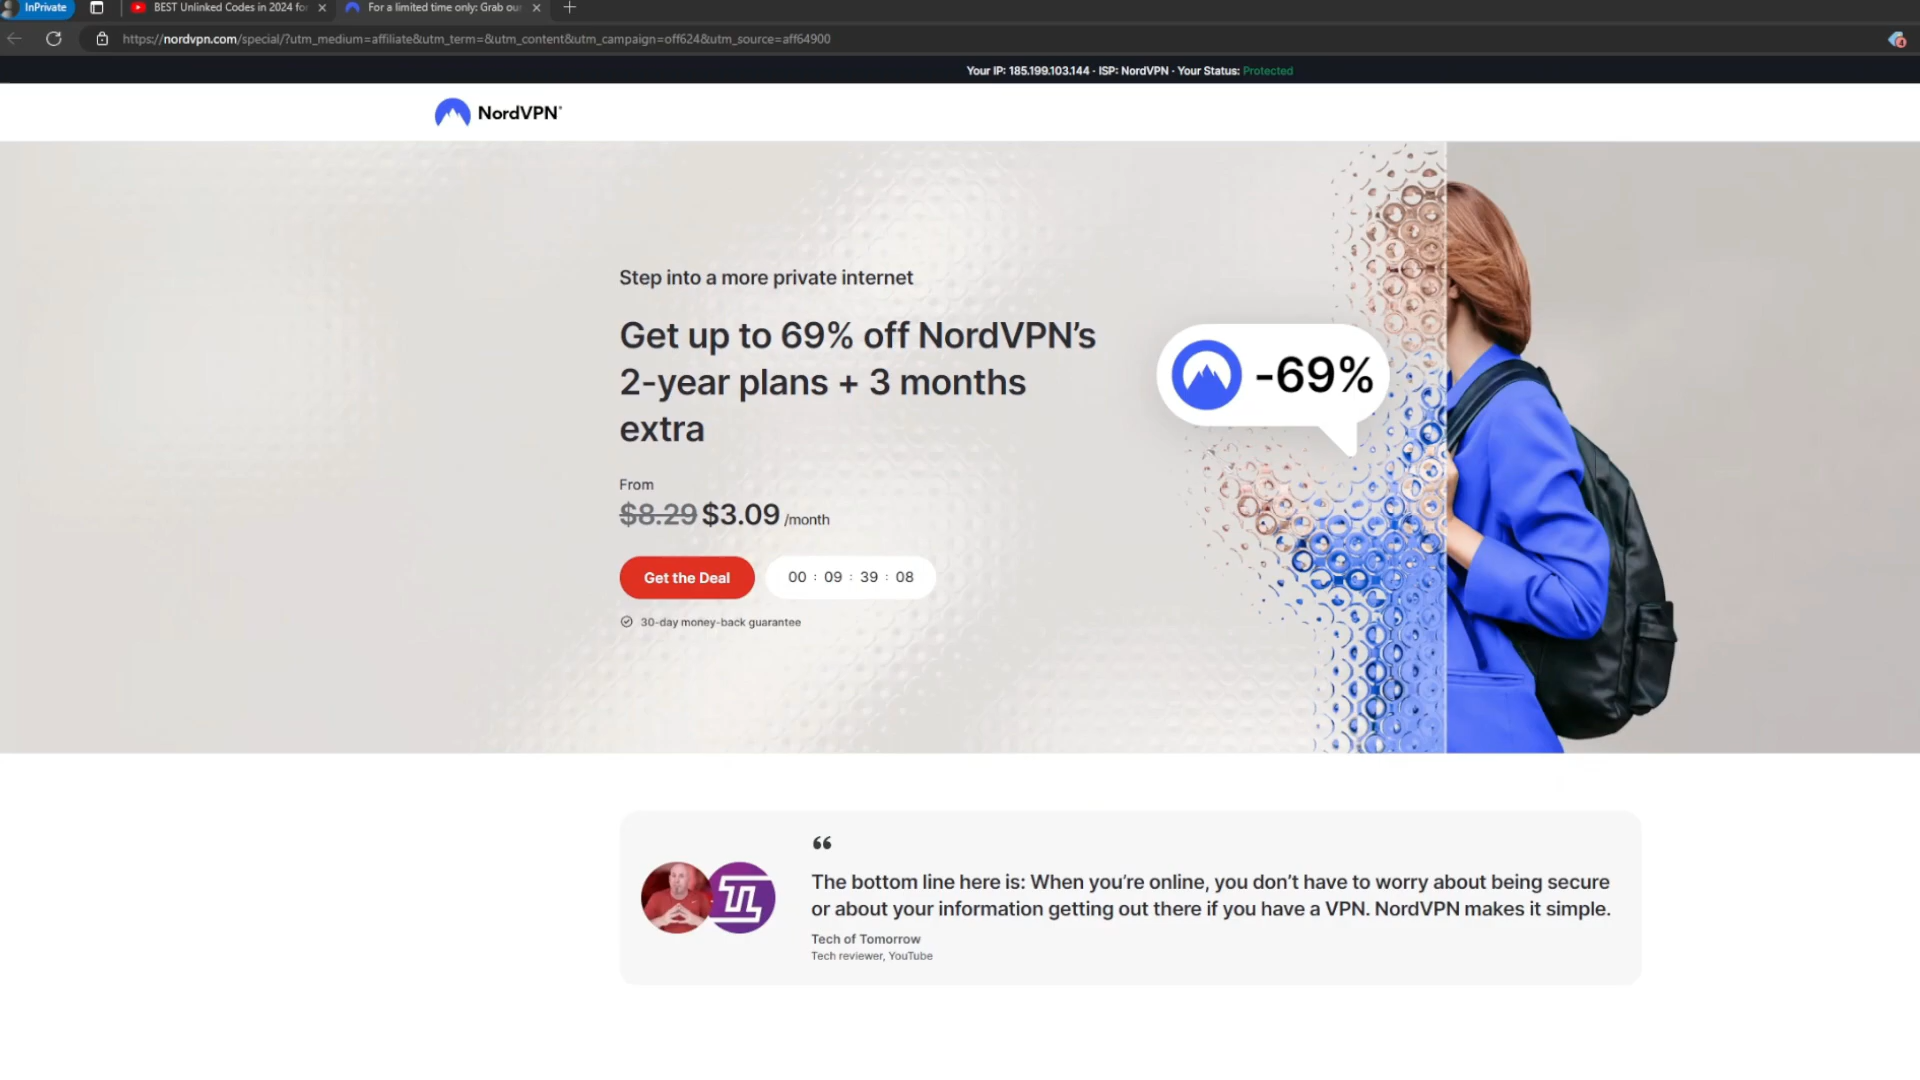 InPrivate
BEST Unlinked Codes in 2024 fo
For a limited time only: Grab ou
https://nordvpn.com/special/?utm_medium=affiliate&utm_term=&utm_content&utm_campaign=off624&utm_source=aff64900
Your IP: 185.199.103.144 · ISP: NordVPN · Your Status: Protected
NordVPN®
Step into a more private internet
Get up to 69% off NordVPN’s
2-year plans + 3 months
extra
-69%
From
$8.29 $3.09 /month
Get the Deal
00 : 09 : 39 : 08
30-day money-back guarantee
“
The bottom line here is: When you’re online, you don’t have to worry about being secure
or about your information getting out there if you have a VPN. NordVPN makes it simple.
Tech of Tomorrow
Tech reviewer, YouTube